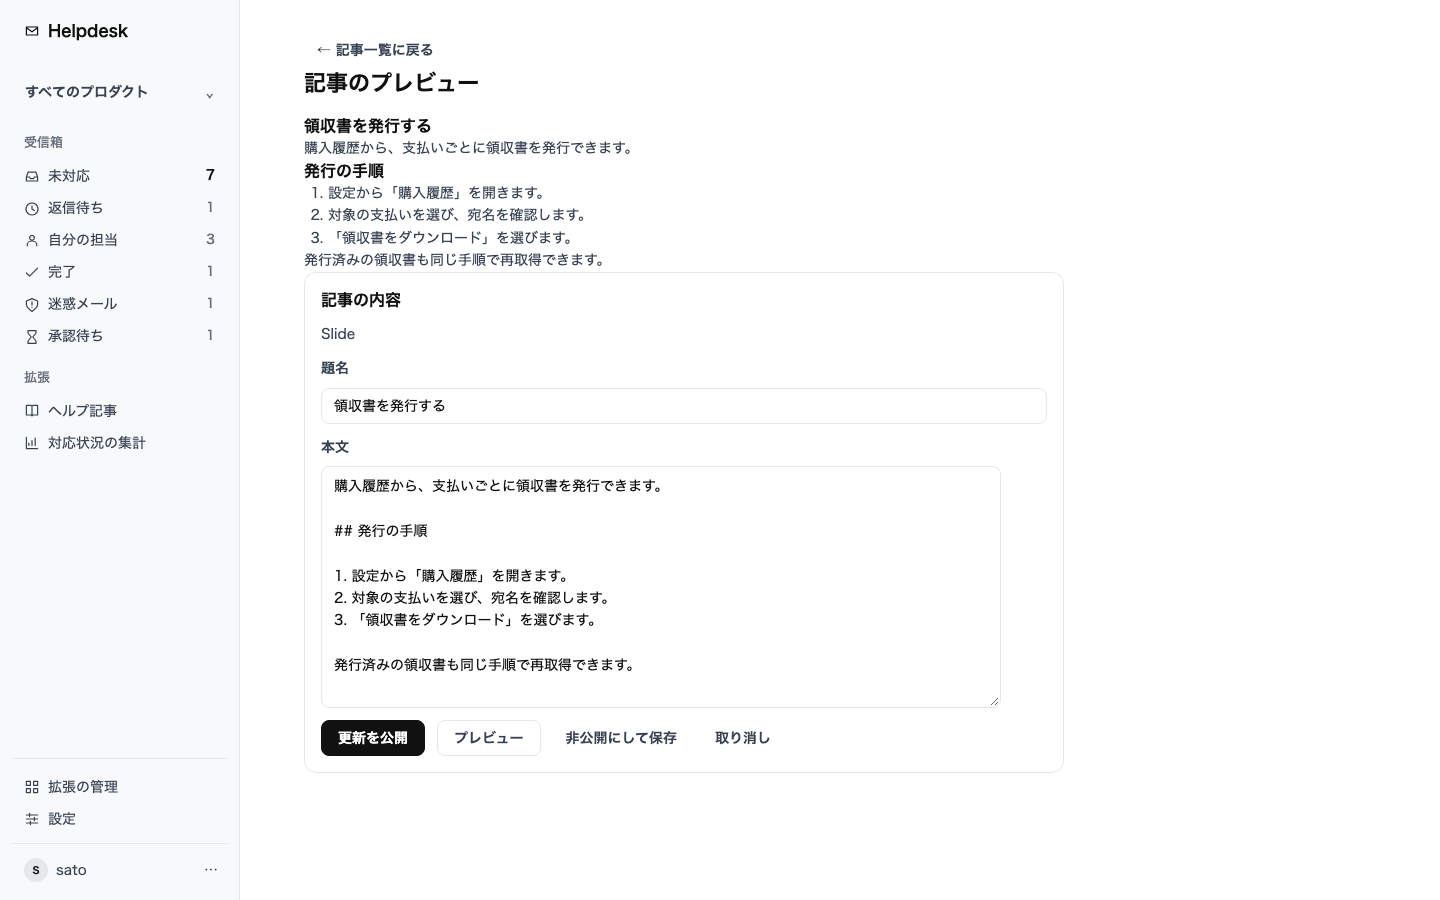 Helpdesk
すべてのプロダクト
受信箱
未対応 7
返信待ち 1
自分の担当 3
完了 1
迷惑メール 1
承認待ち 1
拡張
ヘルプ記事
対応状況の集計
拡張の管理
設定
S sato ···
← 記事一覧に戻る
記事のプレビュー
領収書を発行する
購入履歴から、支払いごとに領収書を発行できます。
発行の手順
1. 設定から「購入履歴」を開きます。
2. 対象の支払いを選び、宛名を確認します。
3. 「領収書をダウンロード」を選びます。
発行済みの領収書も同じ手順で再取得できます。
記事の内容
Slide
題名
領収書を発行する
本文
購入履歴から、支払いごとに領収書を発行できます。
## 発行の手順
1. 設定から「購入履歴」を開きます。
2. 対象の支払いを選び、宛名を確認します。
3. 「領収書をダウンロード」を選びます。
発行済みの領収書も同じ手順で再取得できます。
更新を公開 プレビュー 非公開にして保存 取り消し